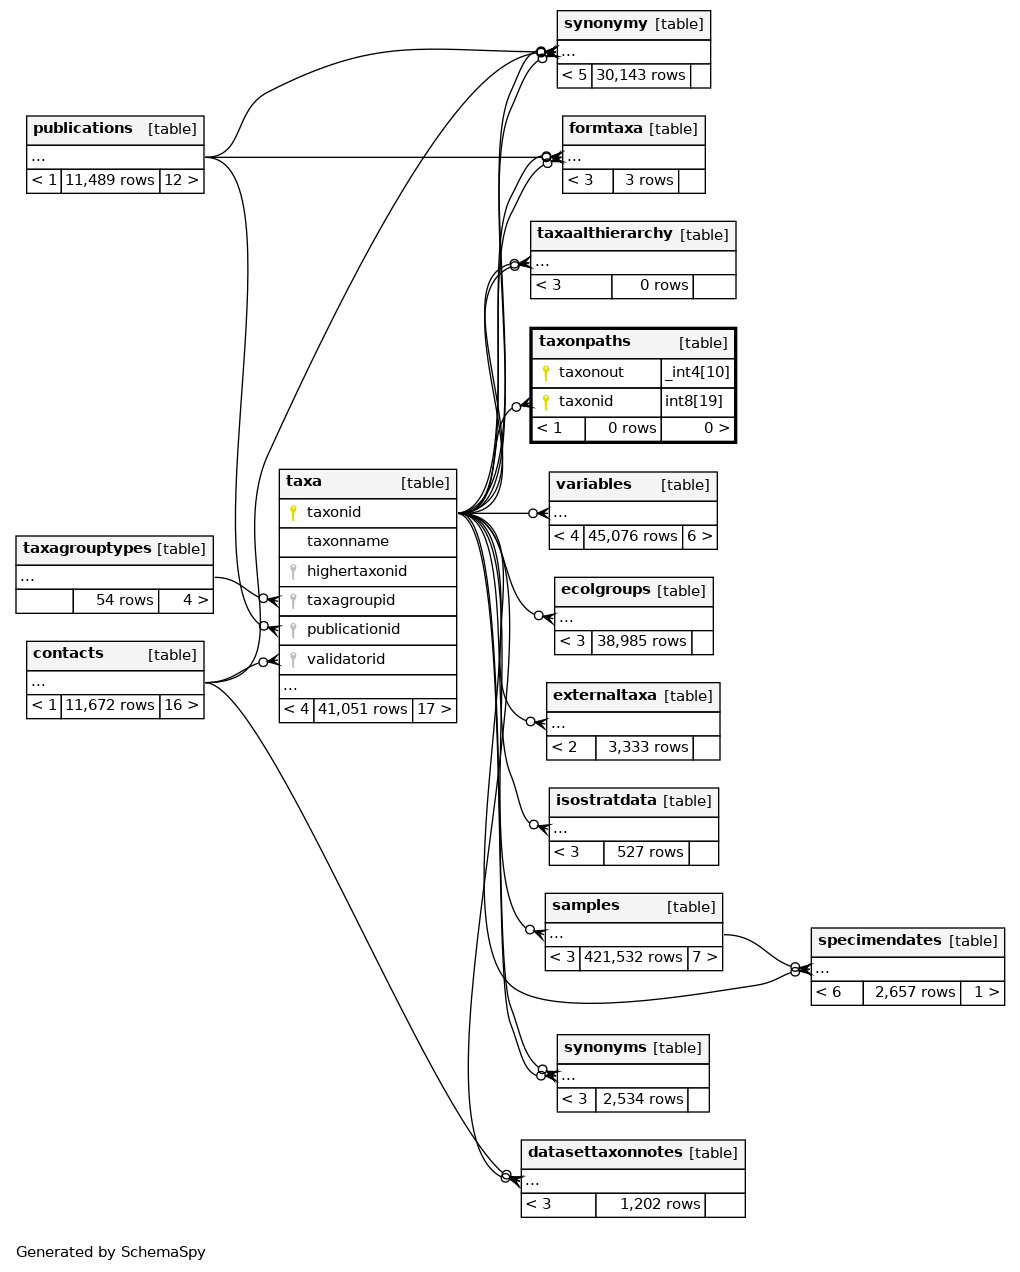 synonymy [table]
...
< 5 30,143 rows
publications [table]
...
< 1 11,489 rows 12 >
formtaxa [table]
...
< 3 3 rows
taxaalthierarchy [table]
...
< 3 0 rows
taxonpaths [table]
taxonout _int4[10]
taxonid int8[19]
< 1 0 rows 0 >
taxa [table]
taxonid
taxonname
highertaxonid
taxagroupid
publicationid
validatorid
...
< 4 41,051 rows 17 >
variables [table]
...
< 4 45,076 rows 6 >
taxagrouptypes [table]
...
54 rows 4 >
ecolgroups [table]
...
< 3 38,985 rows
contacts [table]
...
< 1 11,672 rows 16 >
externaltaxa [table]
...
< 2 3,333 rows
isostratdata [table]
...
< 3 527 rows
samples [table]
...
< 3 421,532 rows 7 >
specimendates [table]
...
< 6 2,657 rows 1 >
synonyms [table]
...
< 3 2,534 rows
datasettaxonnotes [table]
...
< 3 1,202 rows
Generated by SchemaSpy